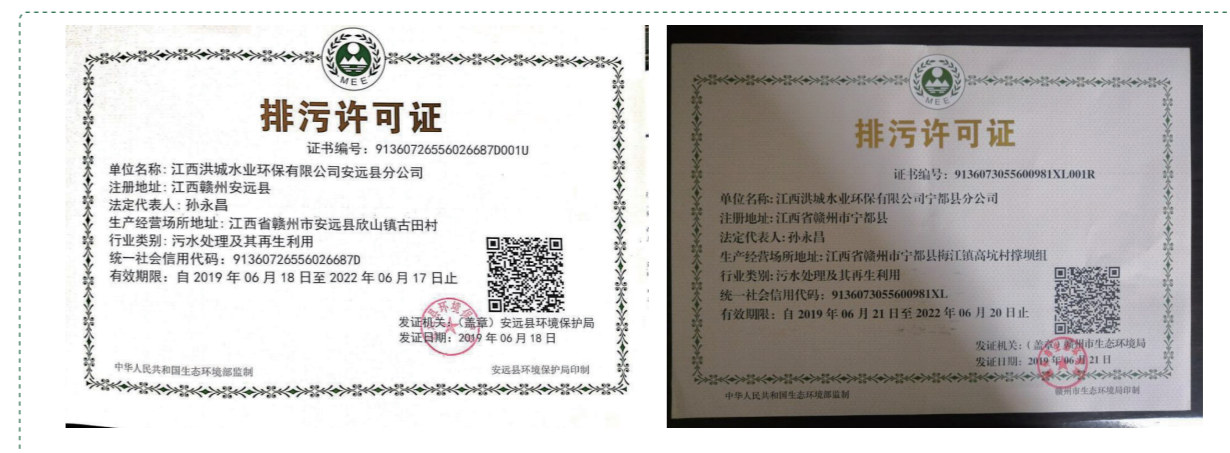 MEE
排污许可证
证书编号：91360726556026687D001U
单位名称：江西洪城水业环保有限公司安远县分公司
注册地址：江西赣州安远县
法定代表人：孙永昌
生产经营场所地址：江西省赣州市安远县欣山镇古田村
行业类别：污水处理及其再生利用
统一社会信用代码：91360726556026687D
有效期限：自 2019 年 06 月 18 日至 2022 年 06 月 17 日止
发证机关：（盖章）安远县环境保护局
发证日期：2019 年 06 月 18 日
中华人民共和国生态环境部监制
安远县环境保护局印制
MEE
排污许可证
证书编号：9136073055600981XL001R
单位名称：江西洪城水业环保有限公司宁都县分公司
注册地址：江西省赣州市宁都县
法定代表人：孙永昌
生产经营场所地址：江西省赣州市宁都县梅江镇高坑村撑坝组
行业类别：污水处理及其再生利用
统一社会信用代码：9136073055600981XL
有效期限：自 2019 年 06 月 21 日至 2022 年 06 月 20 日止
发证机关：（盖章）赣州市生态环境局
发证日期：2019 年 06 月 21 日
中华人民共和国生态环境部监制
赣州市生态环境局印制